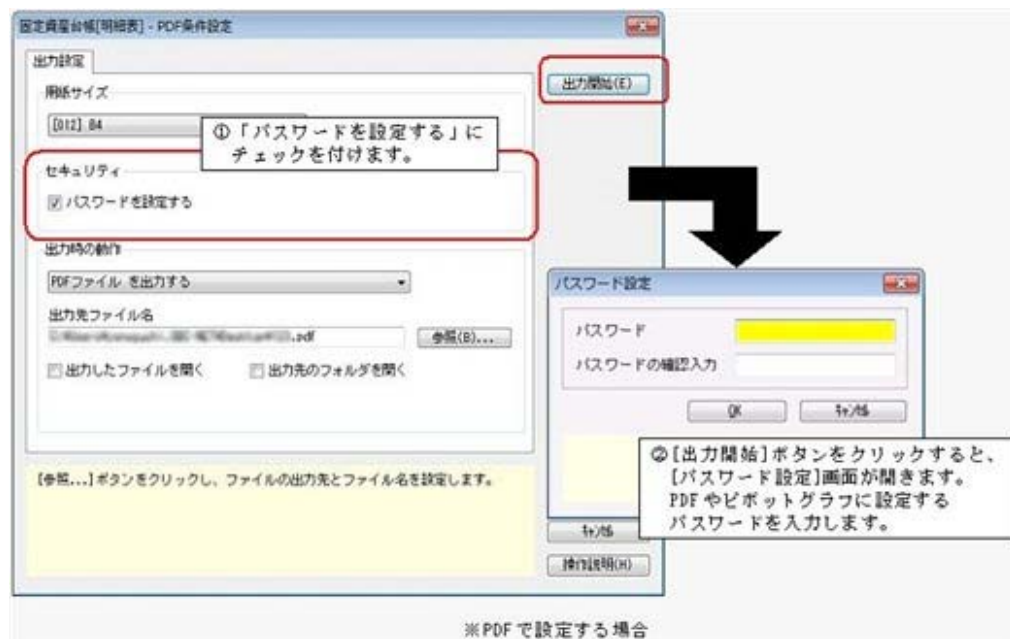 固定資産台帳[明細表] - PDF条件設定
出力設定
出力開始(E)
用紙サイズ
[012] B4
①「パスワードを設定する」に
チェックを付けます。
セキュリティ
パスワードを設定する
出力時の動作
PDFファイル を出力する
出力先ファイル名
.pdf
参照(B)...
出力したファイルを開く
出力先のフォルダを開く
[参照...]ボタンをクリックし、ファイルの出力先とファイル名を設定します。
パスワード設定
パスワード
パスワードの確認入力
OK
ｷｬﾝｾﾙ
②[出力開始]ボタンをクリックすると、
[パスワード設定]画面が開きます。
PDFやピボットグラフに設定する
パスワードを入力します。
ｷｬﾝｾﾙ
操作説明(H)
※PDFで設定する場合